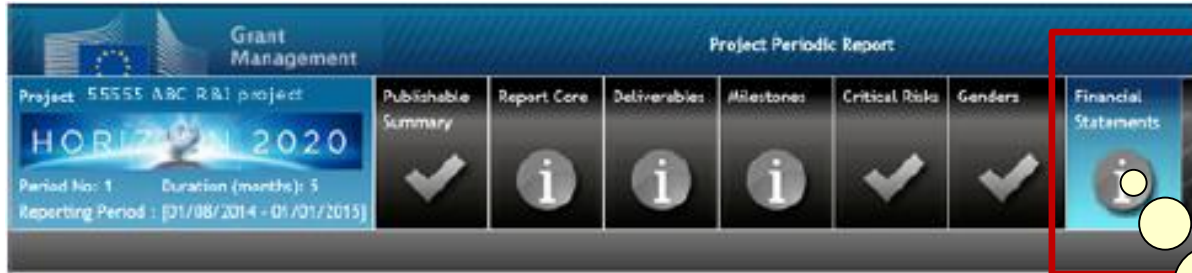 Grant
Management
Project Periodic Report
Project 55555 ABC R&I project
HORIZON 2020
Period No: 1 Duration (months): 5
Reporting Period : [01/08/2014 - 01/01/2015]
Publishable
Summary
Report Core
Deliverables
Milestones
Critical Risks
Genders
Financial
Statements